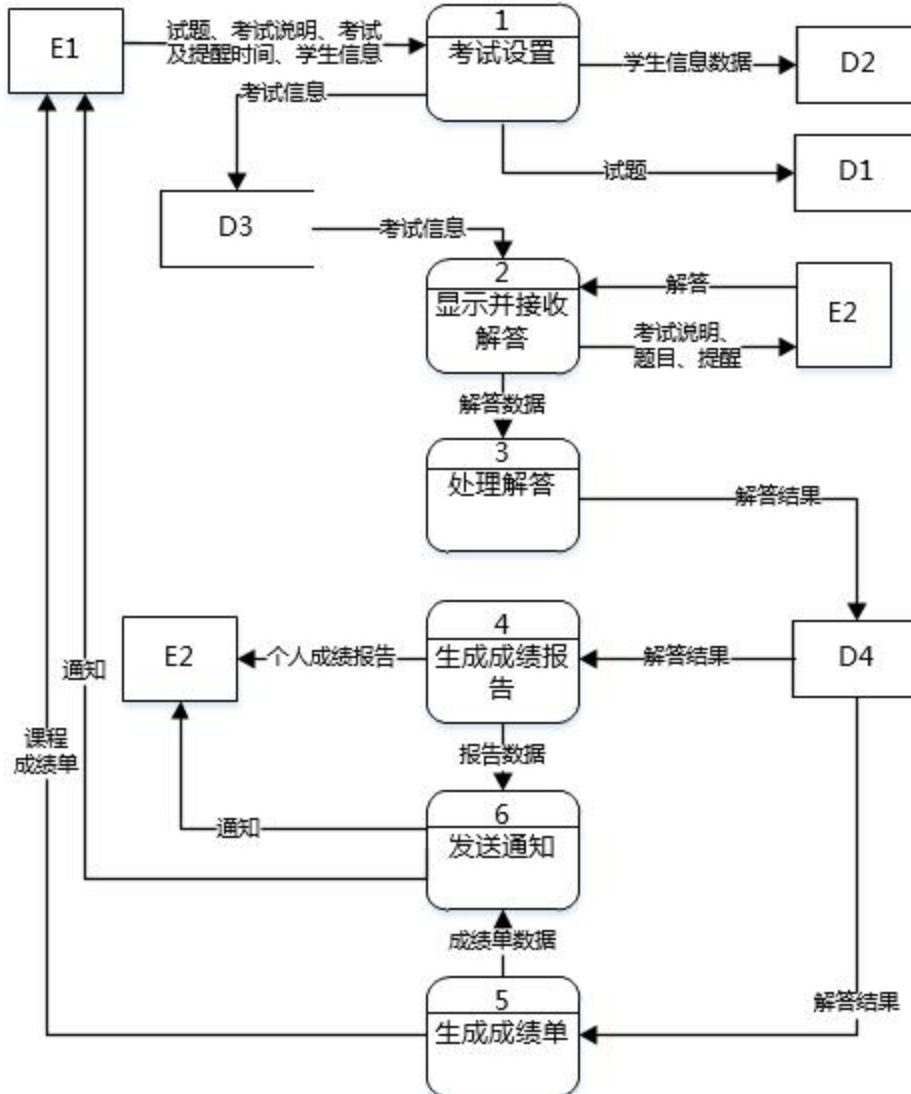 E1
试题、考试说明、考试
及提醒时间、学生信息
1
考试设置
学生信息数据
D2
考试信息
试题
D1
D3
考试信息
2
显示并接收
解答
解答
E2
考试说明、
题目、提醒
解答数据
3
处理解答
解答结果
E2
个人成绩报告
4
生成成绩报
告
解答结果
D4
通知
课程
成绩单
报告数据
6
发送通知
通知
成绩单数据
5
生成成绩单
解答结果